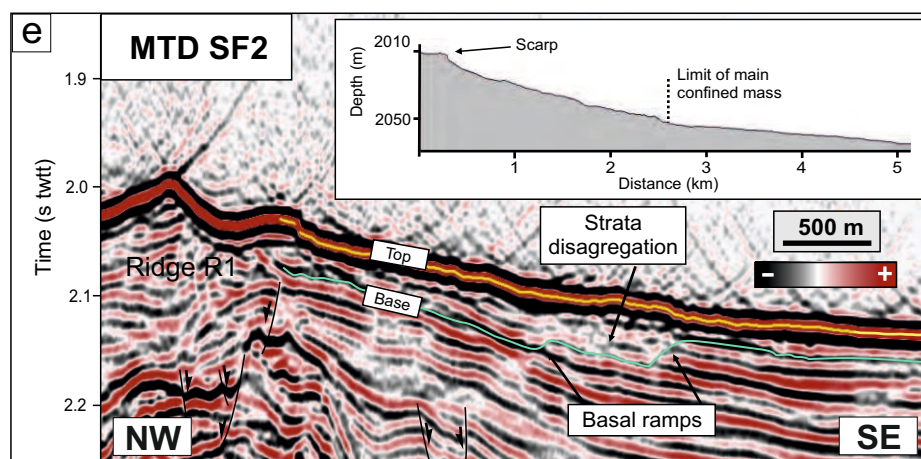 e
MTD SF2
2010
Scarp
Limit of main
confined mass
Depth (m)
2050
1
2
3
4
5
Distance (km)
1.9
2.0
2.1
2.2
Time (s twtt)
Strata
disagregation
500 m
- +
Top
Ridge R1
Base
Basal ramps
NW
SE